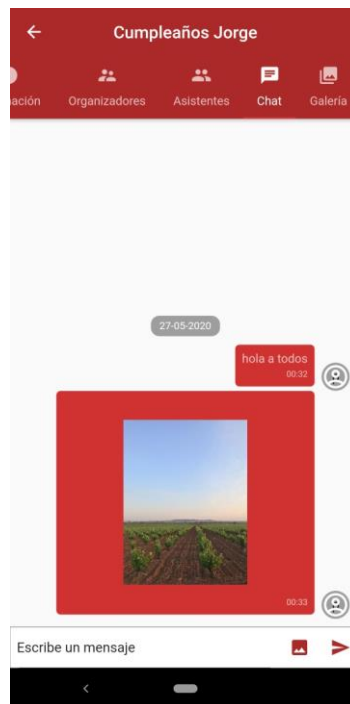 Cumpleaños Jorge
ación Organizadores Asistentes Chat Galería
27-05-2020
hola a todos
00:32
00:33
Escribe un mensaje